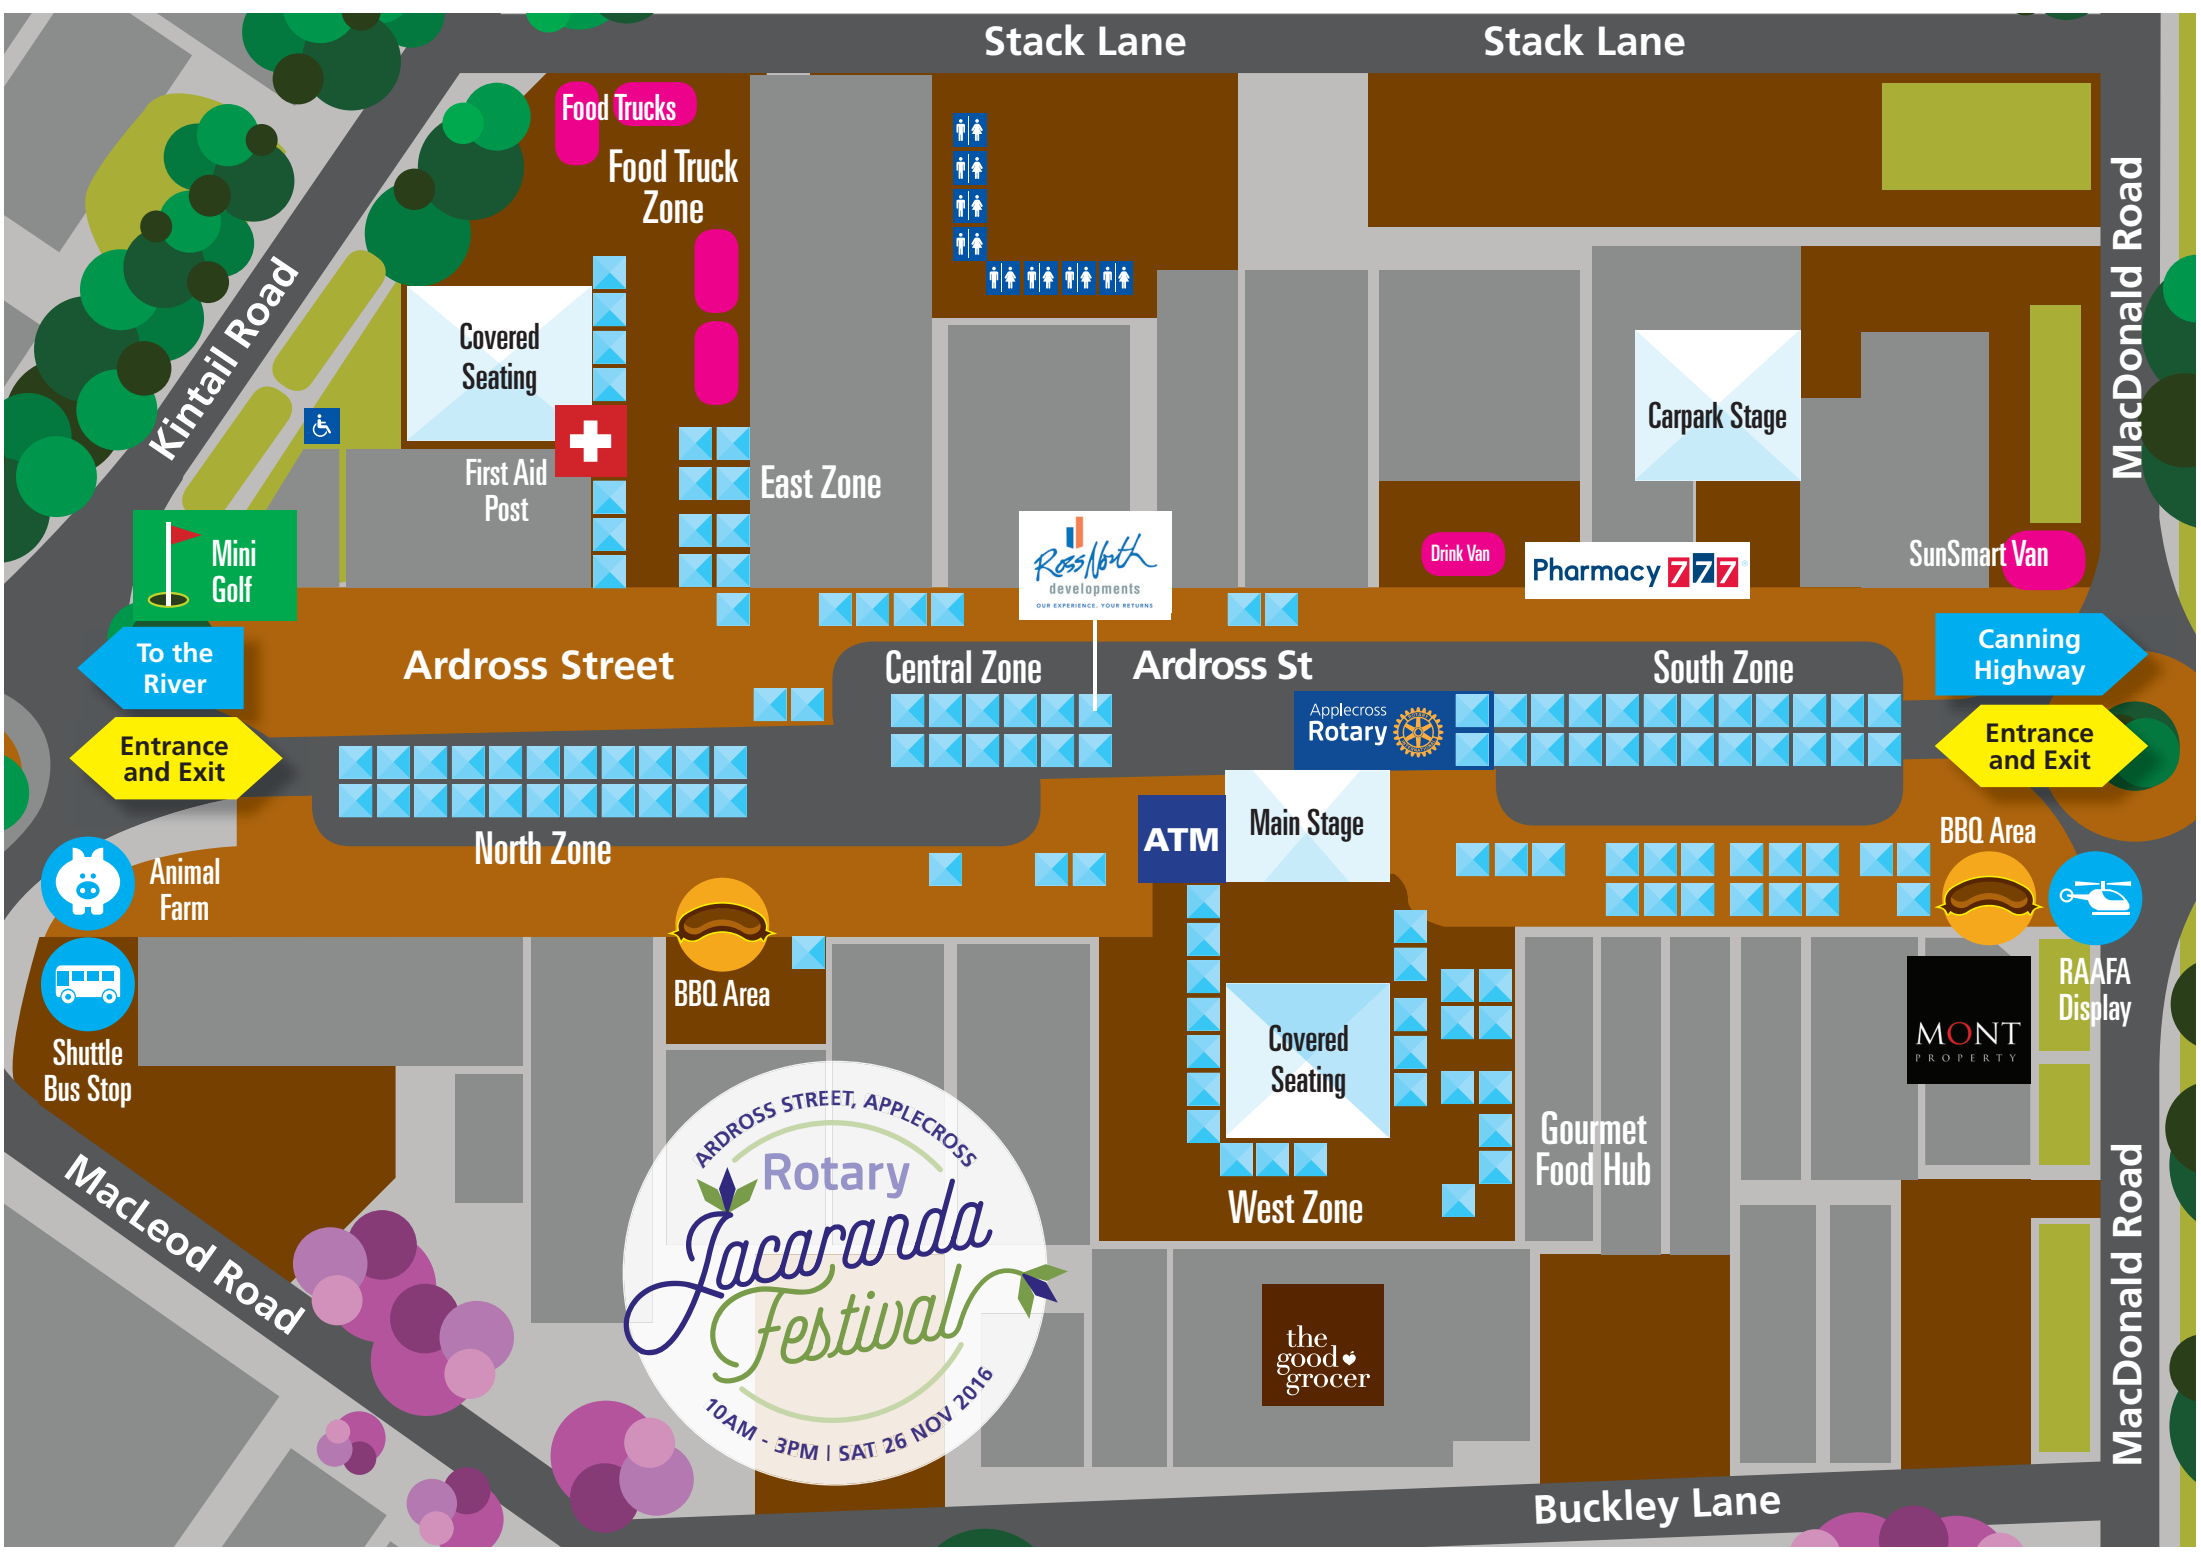 Stack Lane
Stack Lane
Food Trucks
Food Truck
Zone
MacDonald Road
Kintail Road
Covered
Seating
Carpark Stage
First Aid
Post
East Zone
Mini
Golf
RossNorth
developments
OUR EXPERIENCE. YOUR RETURNS
Drink Van
Pharmacy 777
SunSmart Van
To the
River
Ardross Street
Central Zone
Ardross St
South Zone
Canning
Highway
Applecross
Rotary
Entrance
and Exit
Entrance
and Exit
ATM
Main Stage
North Zone
BBQ Area
Animal
Farm
BBQ Area
RAAFA
Display
MONT
PROPERTY
Shuttle
Bus Stop
Covered
Seating
Gourmet
Food Hub
West Zone
MacLeod Road
ARDROSS STREET, APPLECROSS
Rotary
Jacaranda
Festival
10AM - 3PM | SAT 26 NOV 2016
the
good
grocer
MacDonald Road
Buckley Lane